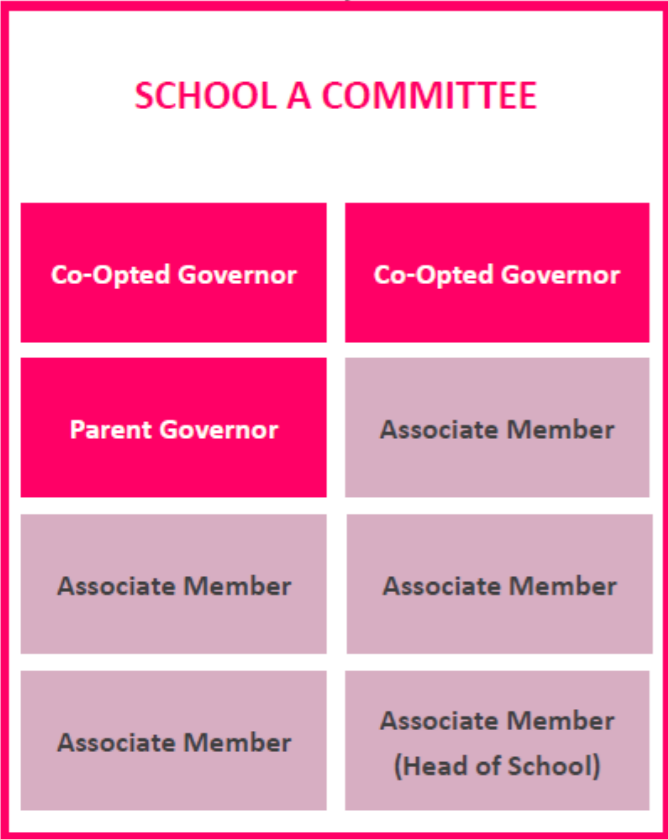 SCHOOL A COMMITTEE
Co-Opted Governor
Co-Opted Governor
Parent Governor
Associate Member
Associate Member
Associate Member
Associate Member
Associate Member
(Head of School)